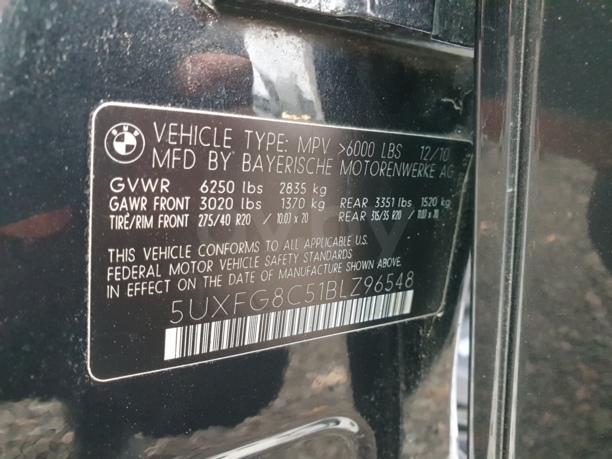 BMW
VEHICLE TYPE: MPV >6000 LBS 12/10
MFD BY BAYERISCHE MOTORENWERKE AG
GVWR 6250 lbs 2835 kg
GAWR FRONT 3020 lbs 1370 kg REAR 3351 lbs 1520 kg
TIRE/RIM FRONT 275/40 R20 / 10.0J x 20 REAR 315/35 R20 / 11.0J x 20
THIS VEHICLE CONFORMS TO ALL APPLICABLE U.S.
FEDERAL MOTOR VEHICLE SAFETY STANDARDS
IN EFFECT ON THE DATE OF MANUFACTURE SHOWN ABOVE.
5UXFG8C51BLZ96548